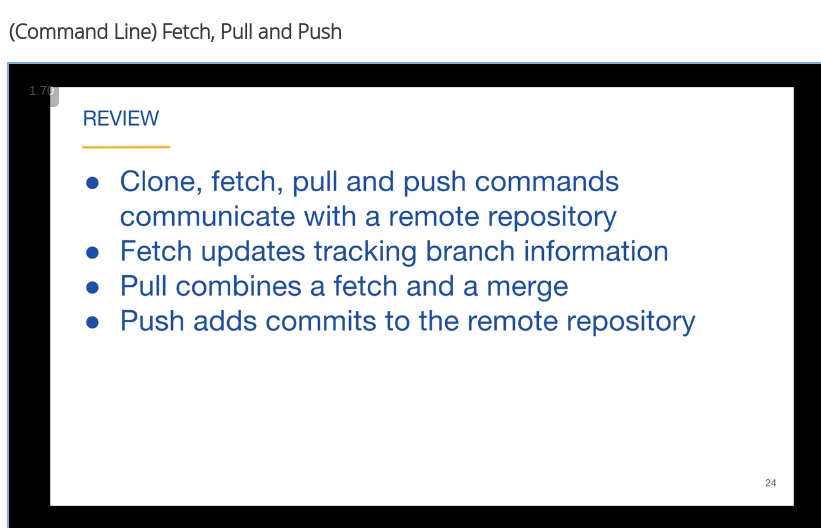 (Command Line) Fetch, Pull and Push
1.70
REVIEW
● Clone, fetch, pull and push commands
communicate with a remote repository
● Fetch updates tracking branch information
● Pull combines a fetch and a merge
● Push adds commits to the remote repository
24